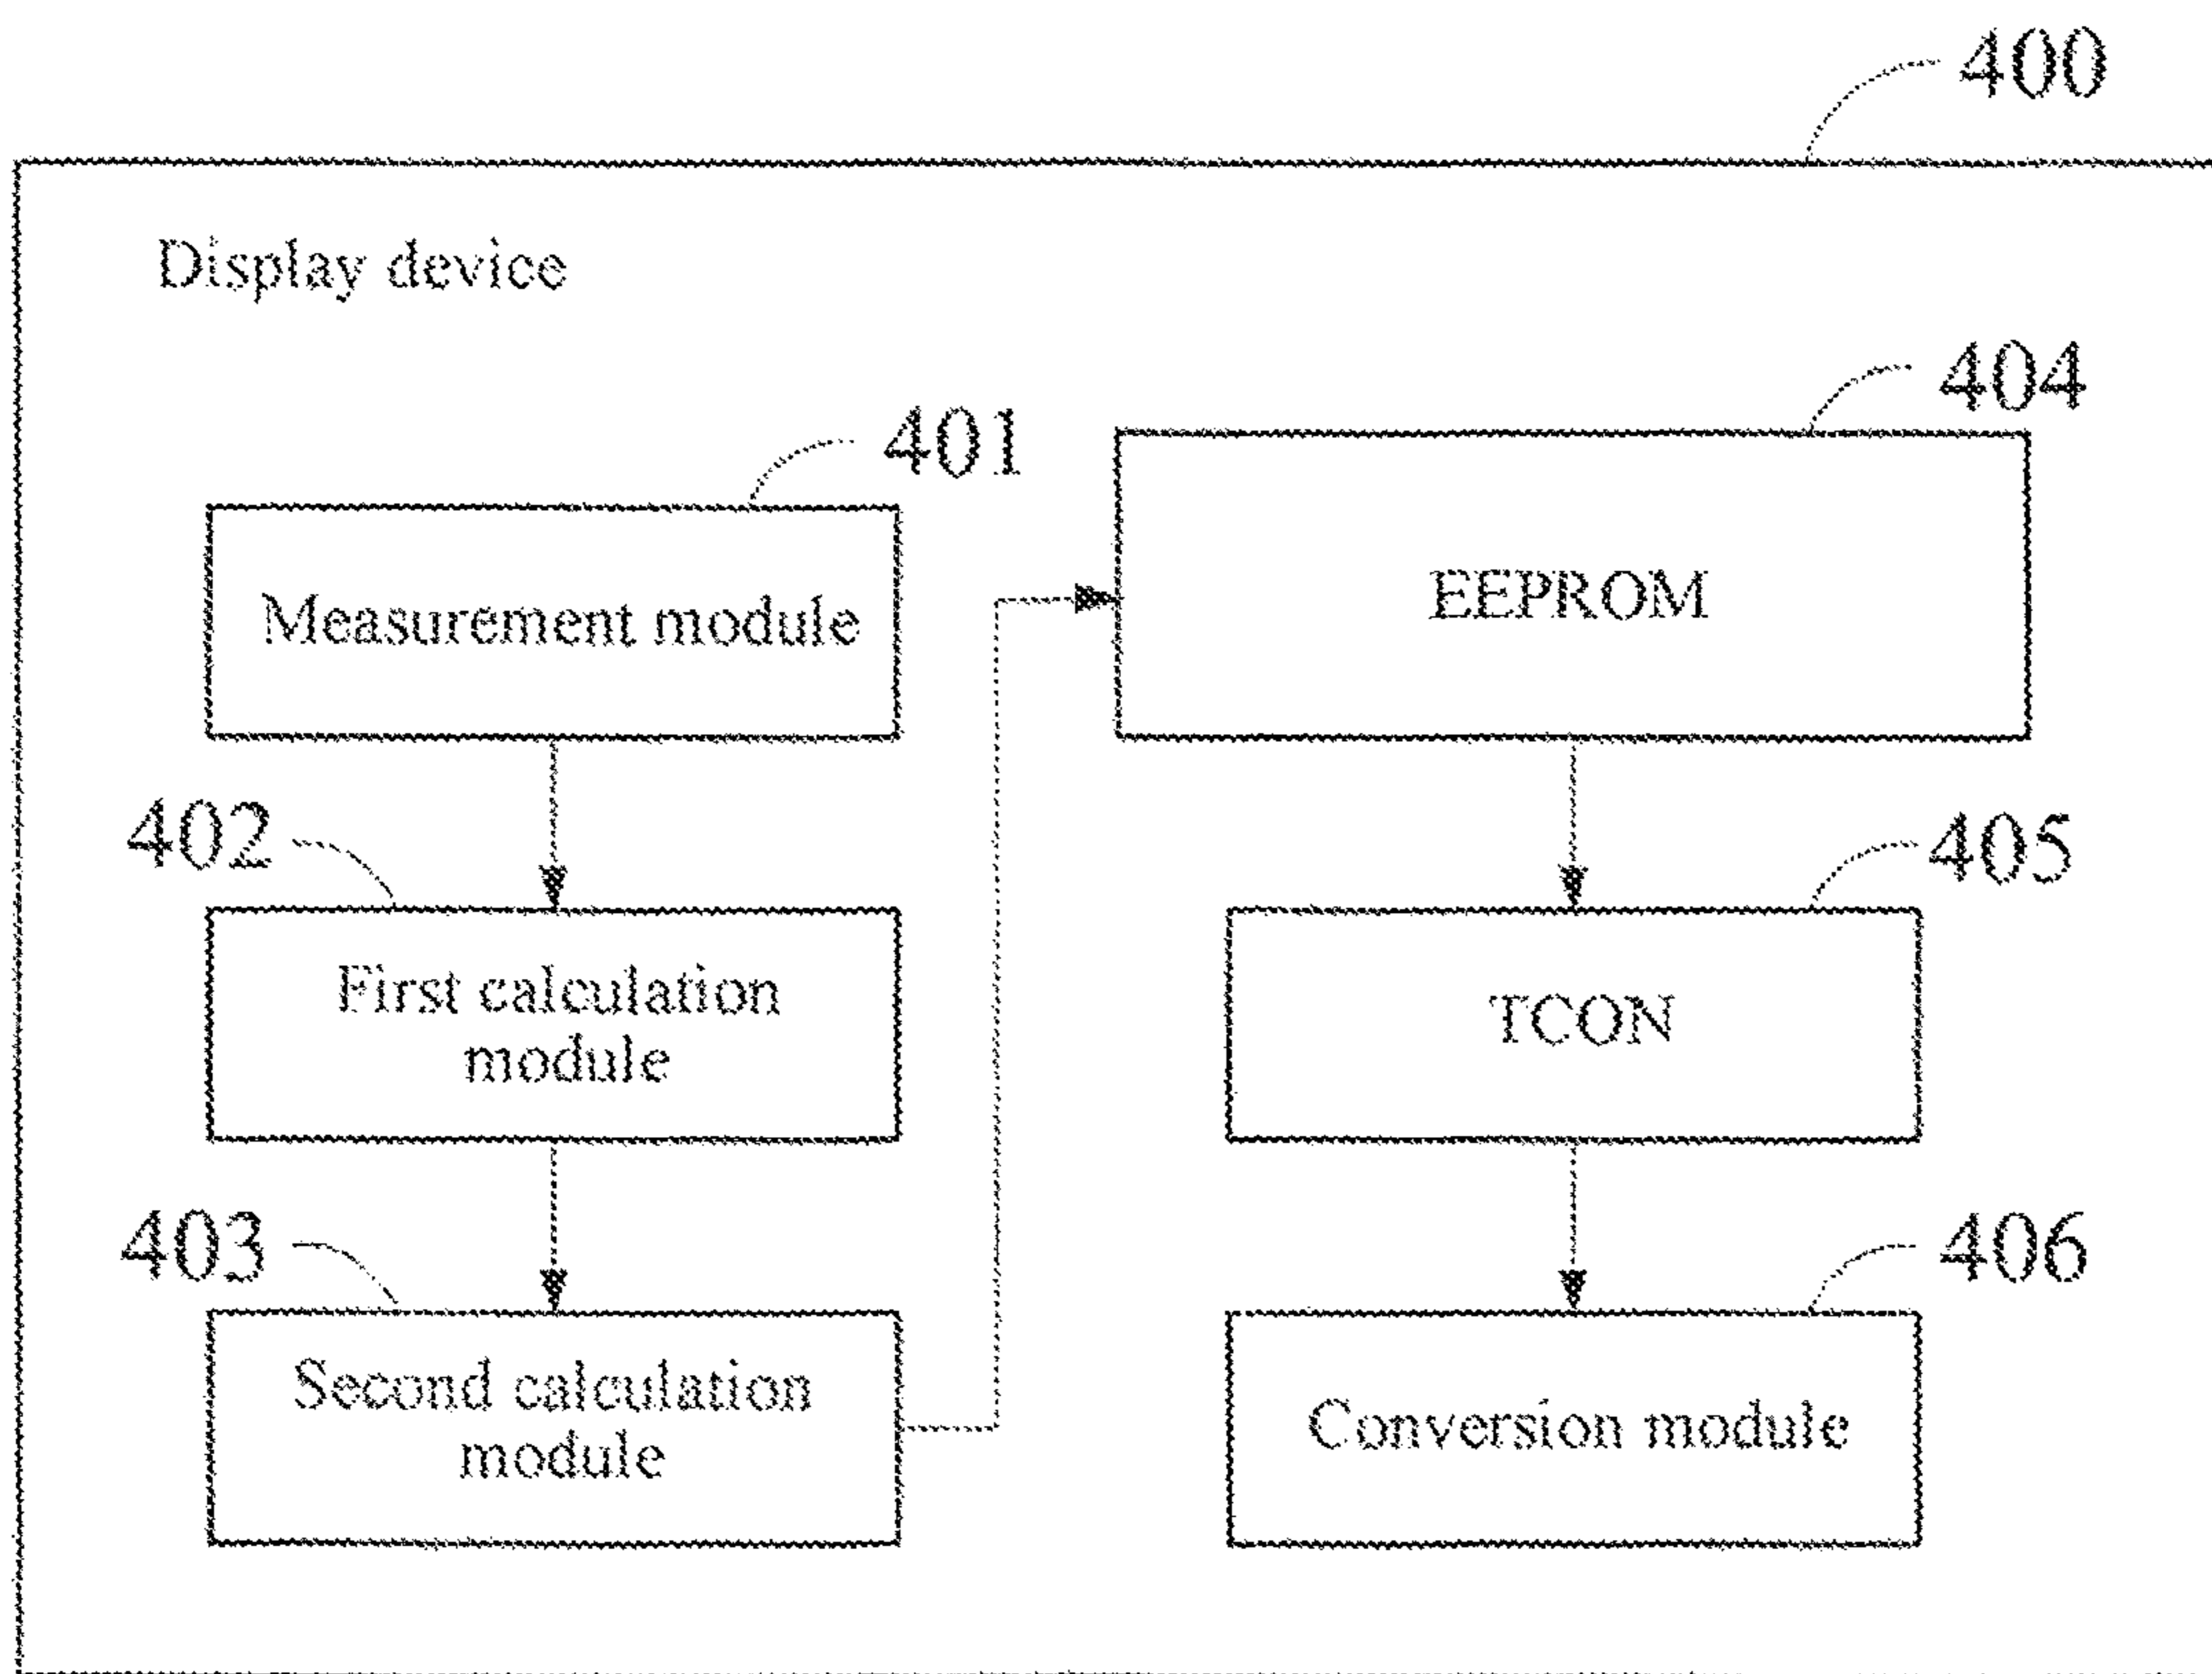 400
Display device
401
Measurement module
402
First calculation
module
403
Second calculation
module
404
EEPROM
405
TCON
406
Conversion module